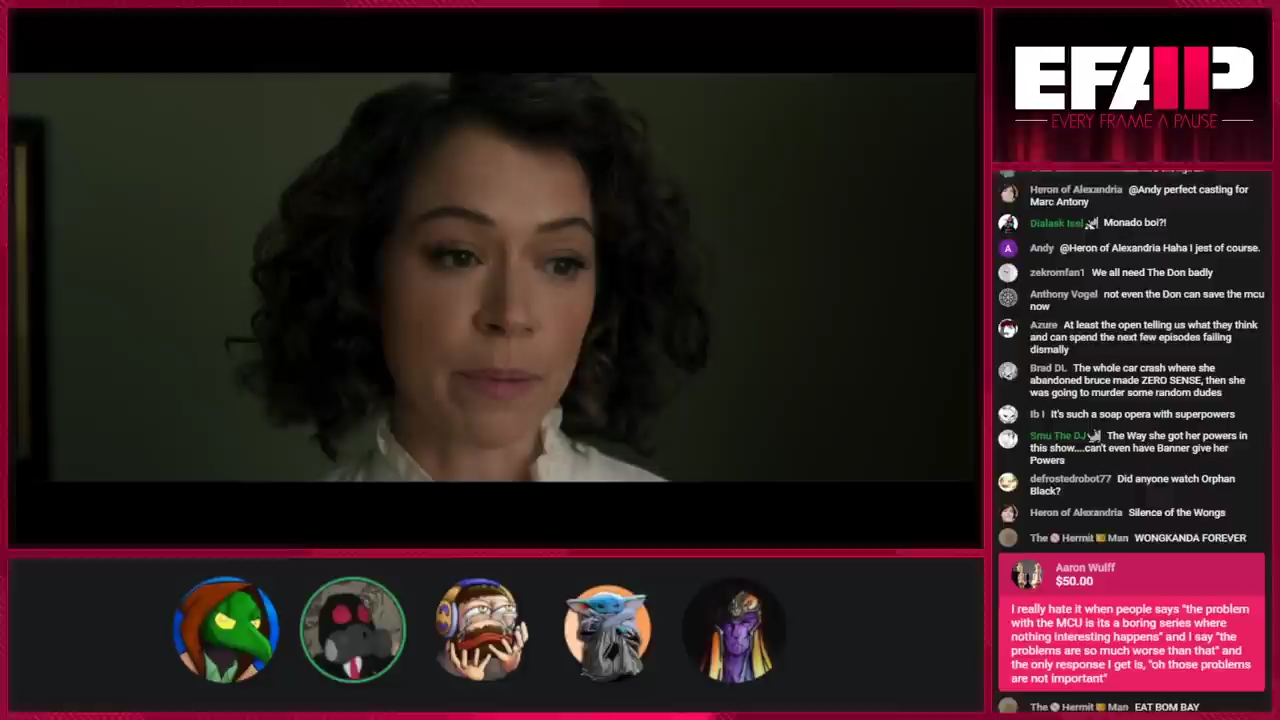 EFAP
EVERY FRAME A PAUSE
Heron of Alexandria @Andy perfect casting for
Marc Antony
Dialask Isel Monado boi?!
A
Andy @Heron of Alexandria Haha I jest of course.
zekromfan1 We all need The Don badly
Anthony Vogel not even the Don can save the mcu
now
Azure At least the open telling us what they think
and can spend the next few episodes failing
dismally
Brad DL The whole car crash where she
abandoned bruce made ZERO SENSE, then she
was going to murder some random dudes
Ib I It's such a soap opera with superpowers
Smu The DJ The Way she got her powers in
this show....can't even have Banner give her
Powers
defrostedrobot77 Did anyone watch Orphan
Black?
Heron of Alexandria Silence of the Wongs
The Hermit Man WONGKANDA FOREVER
Aaron Wulff
$50.00
I really hate it when people says "the problem
with the MCU is its a boring series where
nothing interesting happens" and I say "the
problems are so much worse than that" and
the only response I get is, "oh those problems
are not important"
The Hermit Man EAT BOM BAY